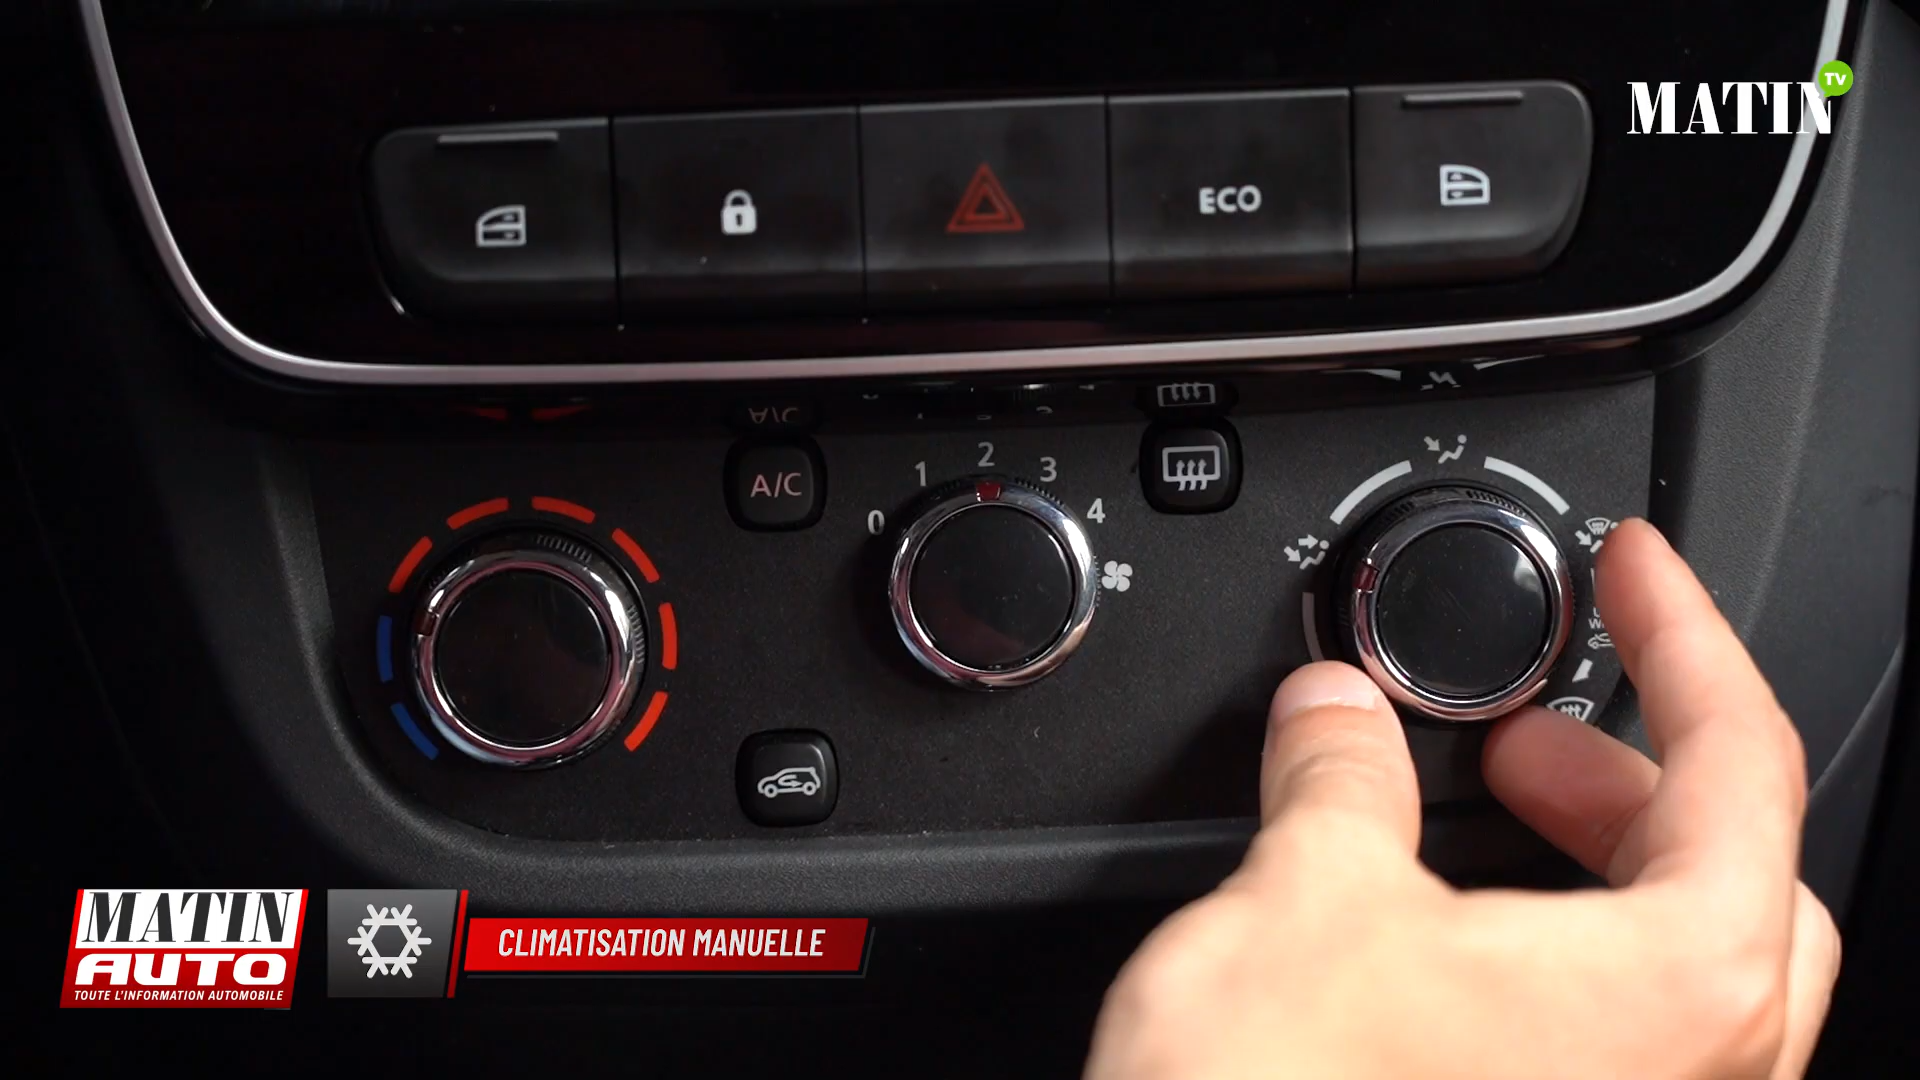 MATIN TV
ECO
A/C
0 1 2 3 4
MATIN
AUTO
TOUTE L'INFORMATION AUTOMOBILE
CLIMATISATION MANUELLE